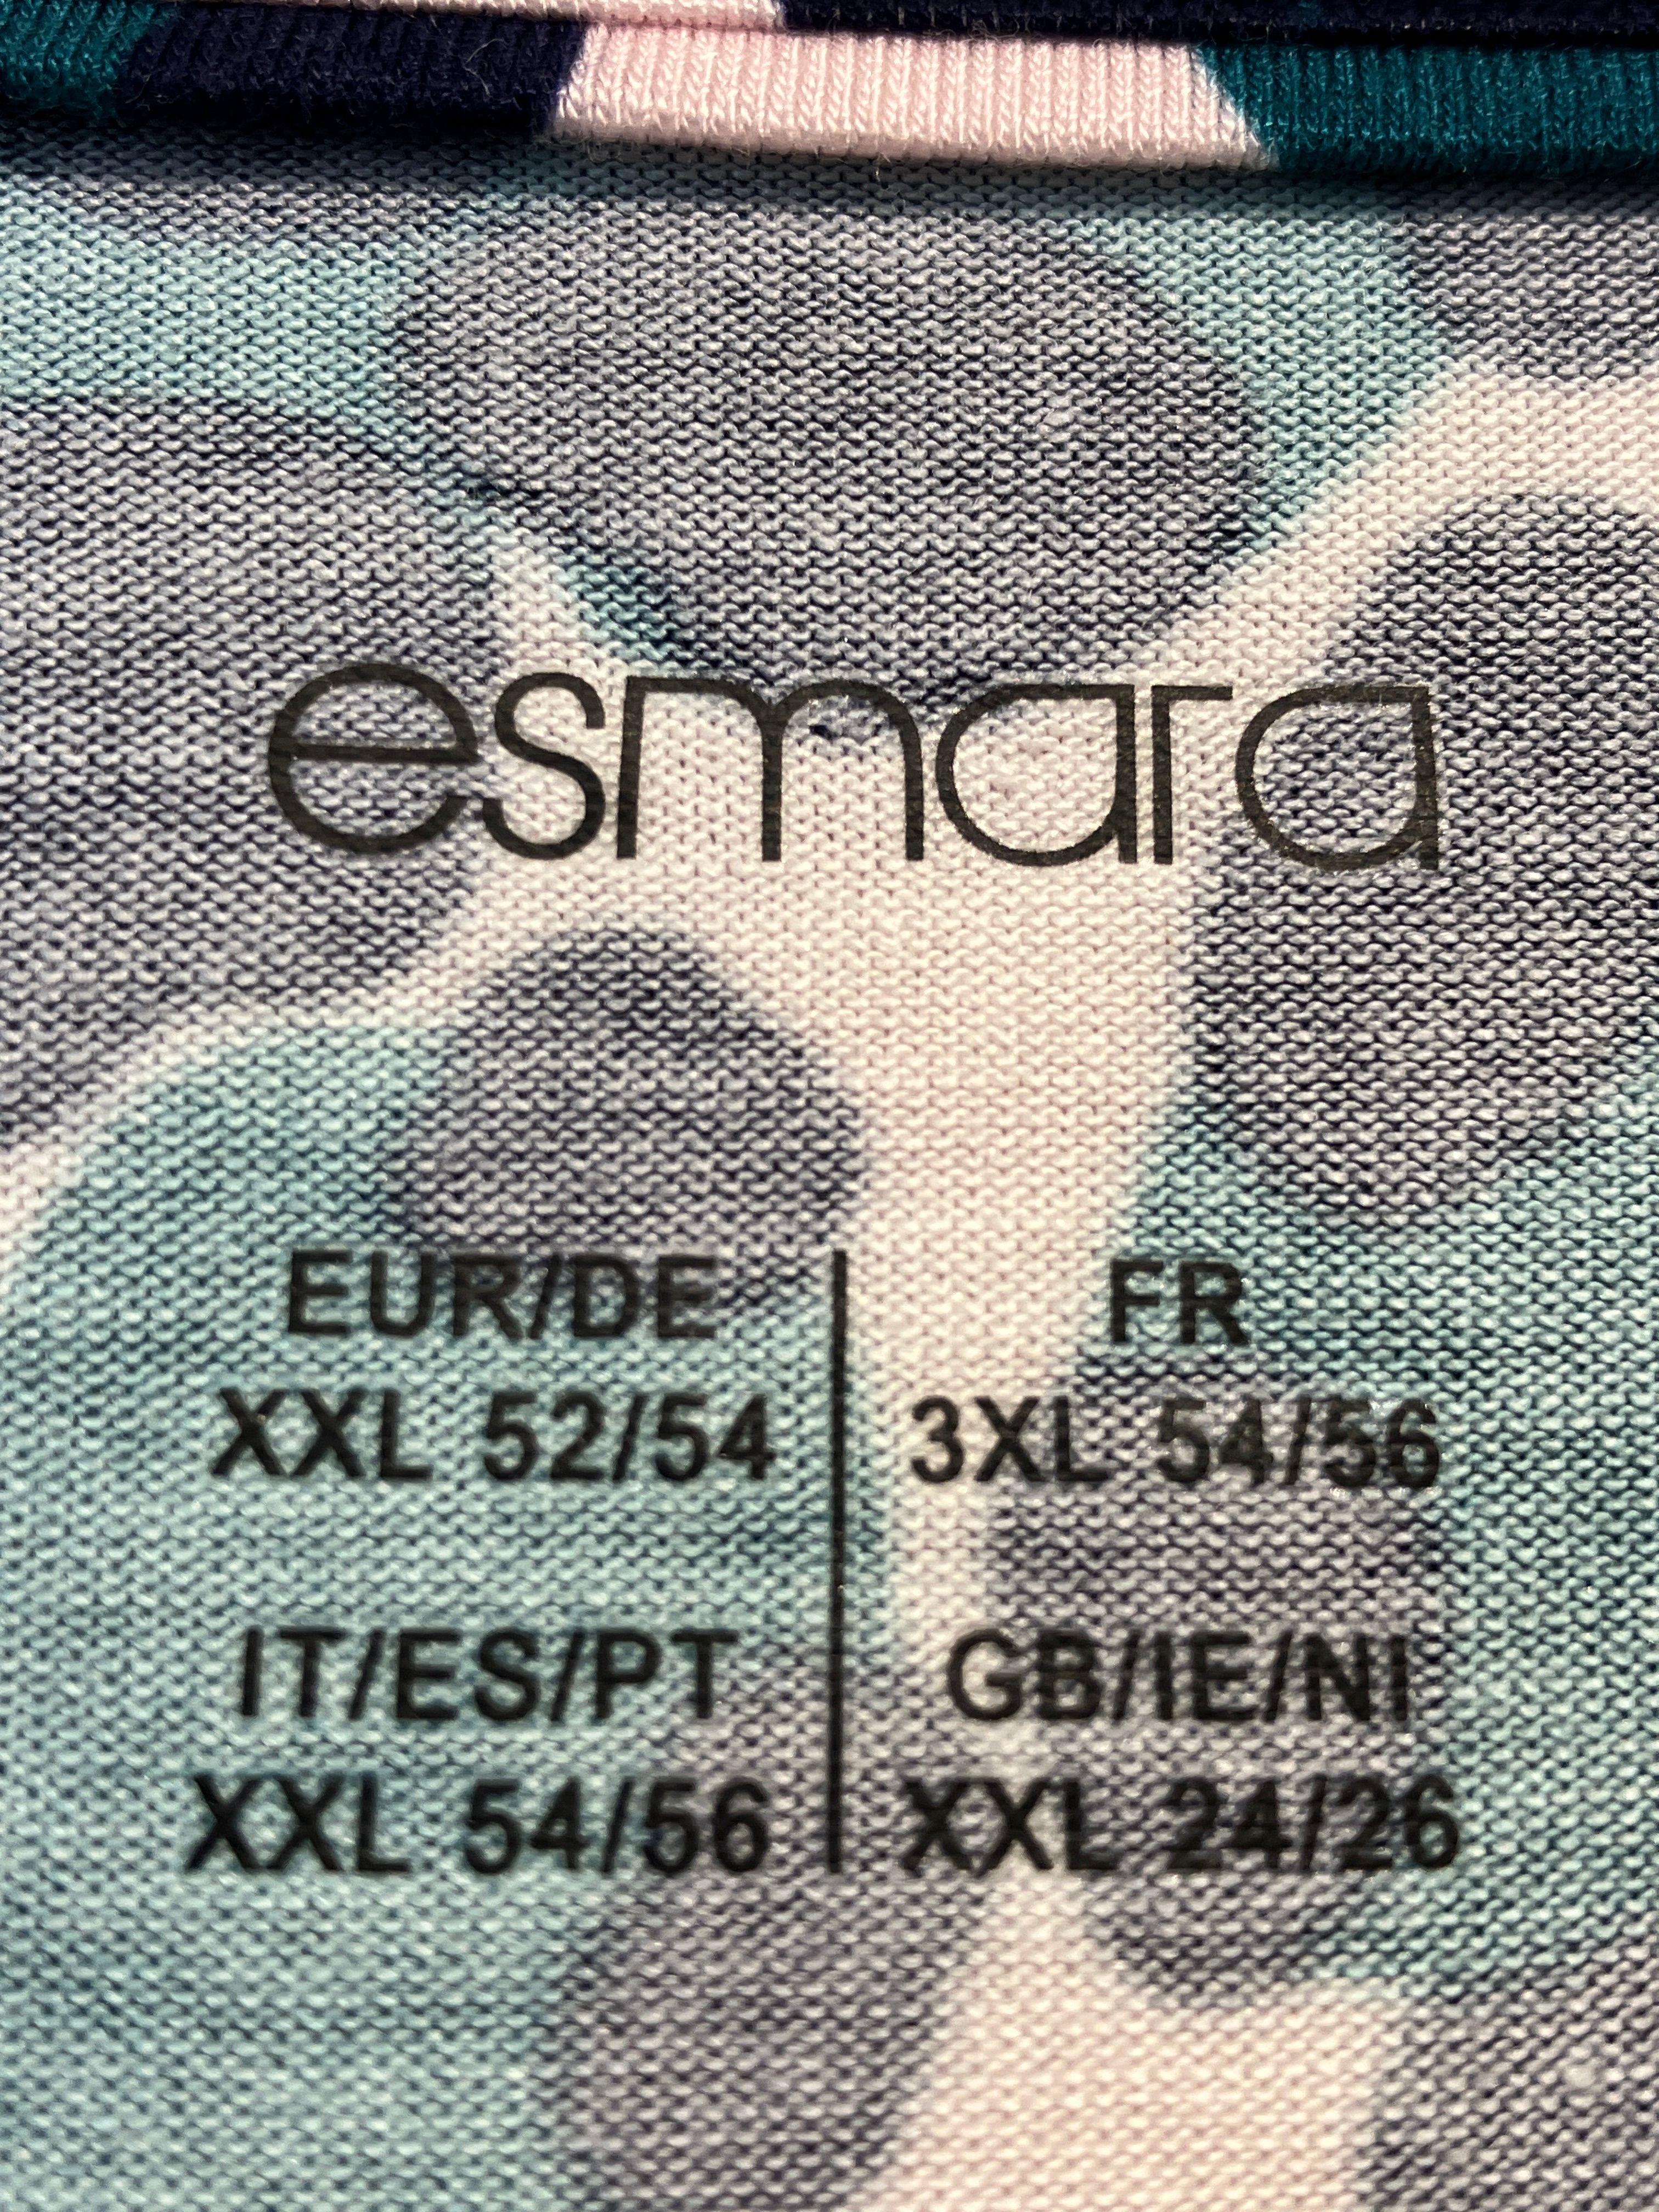 esmara
EUR/DE
XXL 52/54
FR
3XL 54/56
IT/ES/PT
XXL 54/56
GB/IE/NI
XXL 24/26